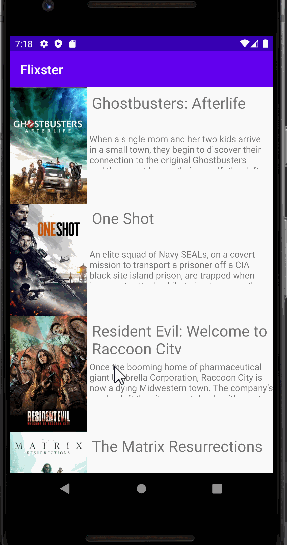 7:18
Flixster
GHOSTBUSTERS
AFTERLIFE
Ghostbusters: Afterlife
When a single mom and her two kids arrive
in a small town, they begin to discover their
connection to the original Ghostbusters
ONE SHOT
One Shot
An elite squad of Navy SEALs, on a covert
mission to transport a prisoner off a CIA
black site island prison, are trapped when
RESIDENT EVIL
Resident Evil: Welcome to
Raccoon City
Once the booming home of pharmaceutical
giant Umbrella Corporation, Raccoon City is
now a dying Midwestern town. The company's
MATRIX
RESURRECTIONS
The Matrix Resurrections